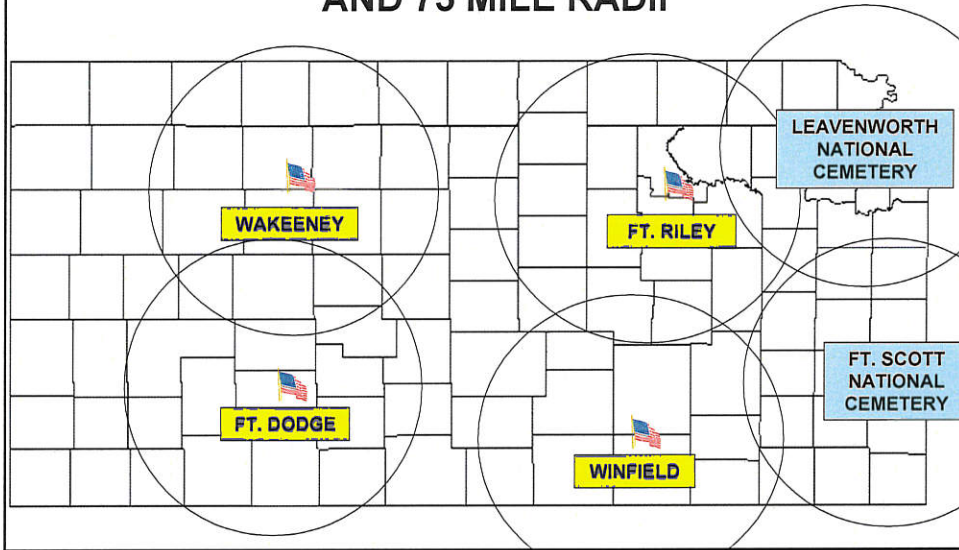 AND 75 MILE RADII
LEAVENWORTH
NATIONAL
CEMETERY
WAKEENEY
FT. RILEY
FT. SCOTT
NATIONAL
CEMETERY
FT. DODGE
WINFIELD